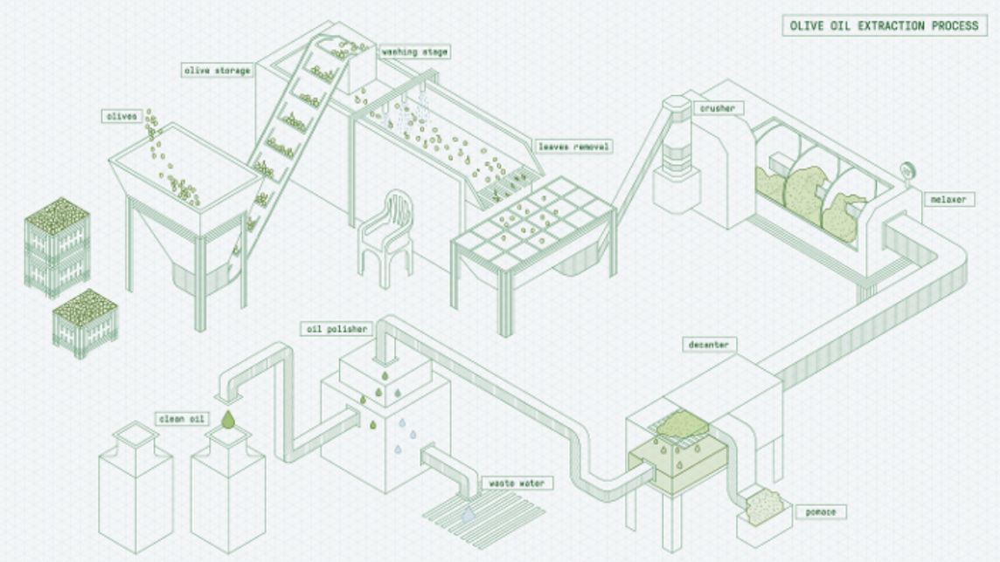 OLIVE OIL EXTRACTION PROCESS
washing stage
olive storage
olives
crusher
leaves removal
melaxer
oil polisher
decanter
clean oil
waste water
pomace